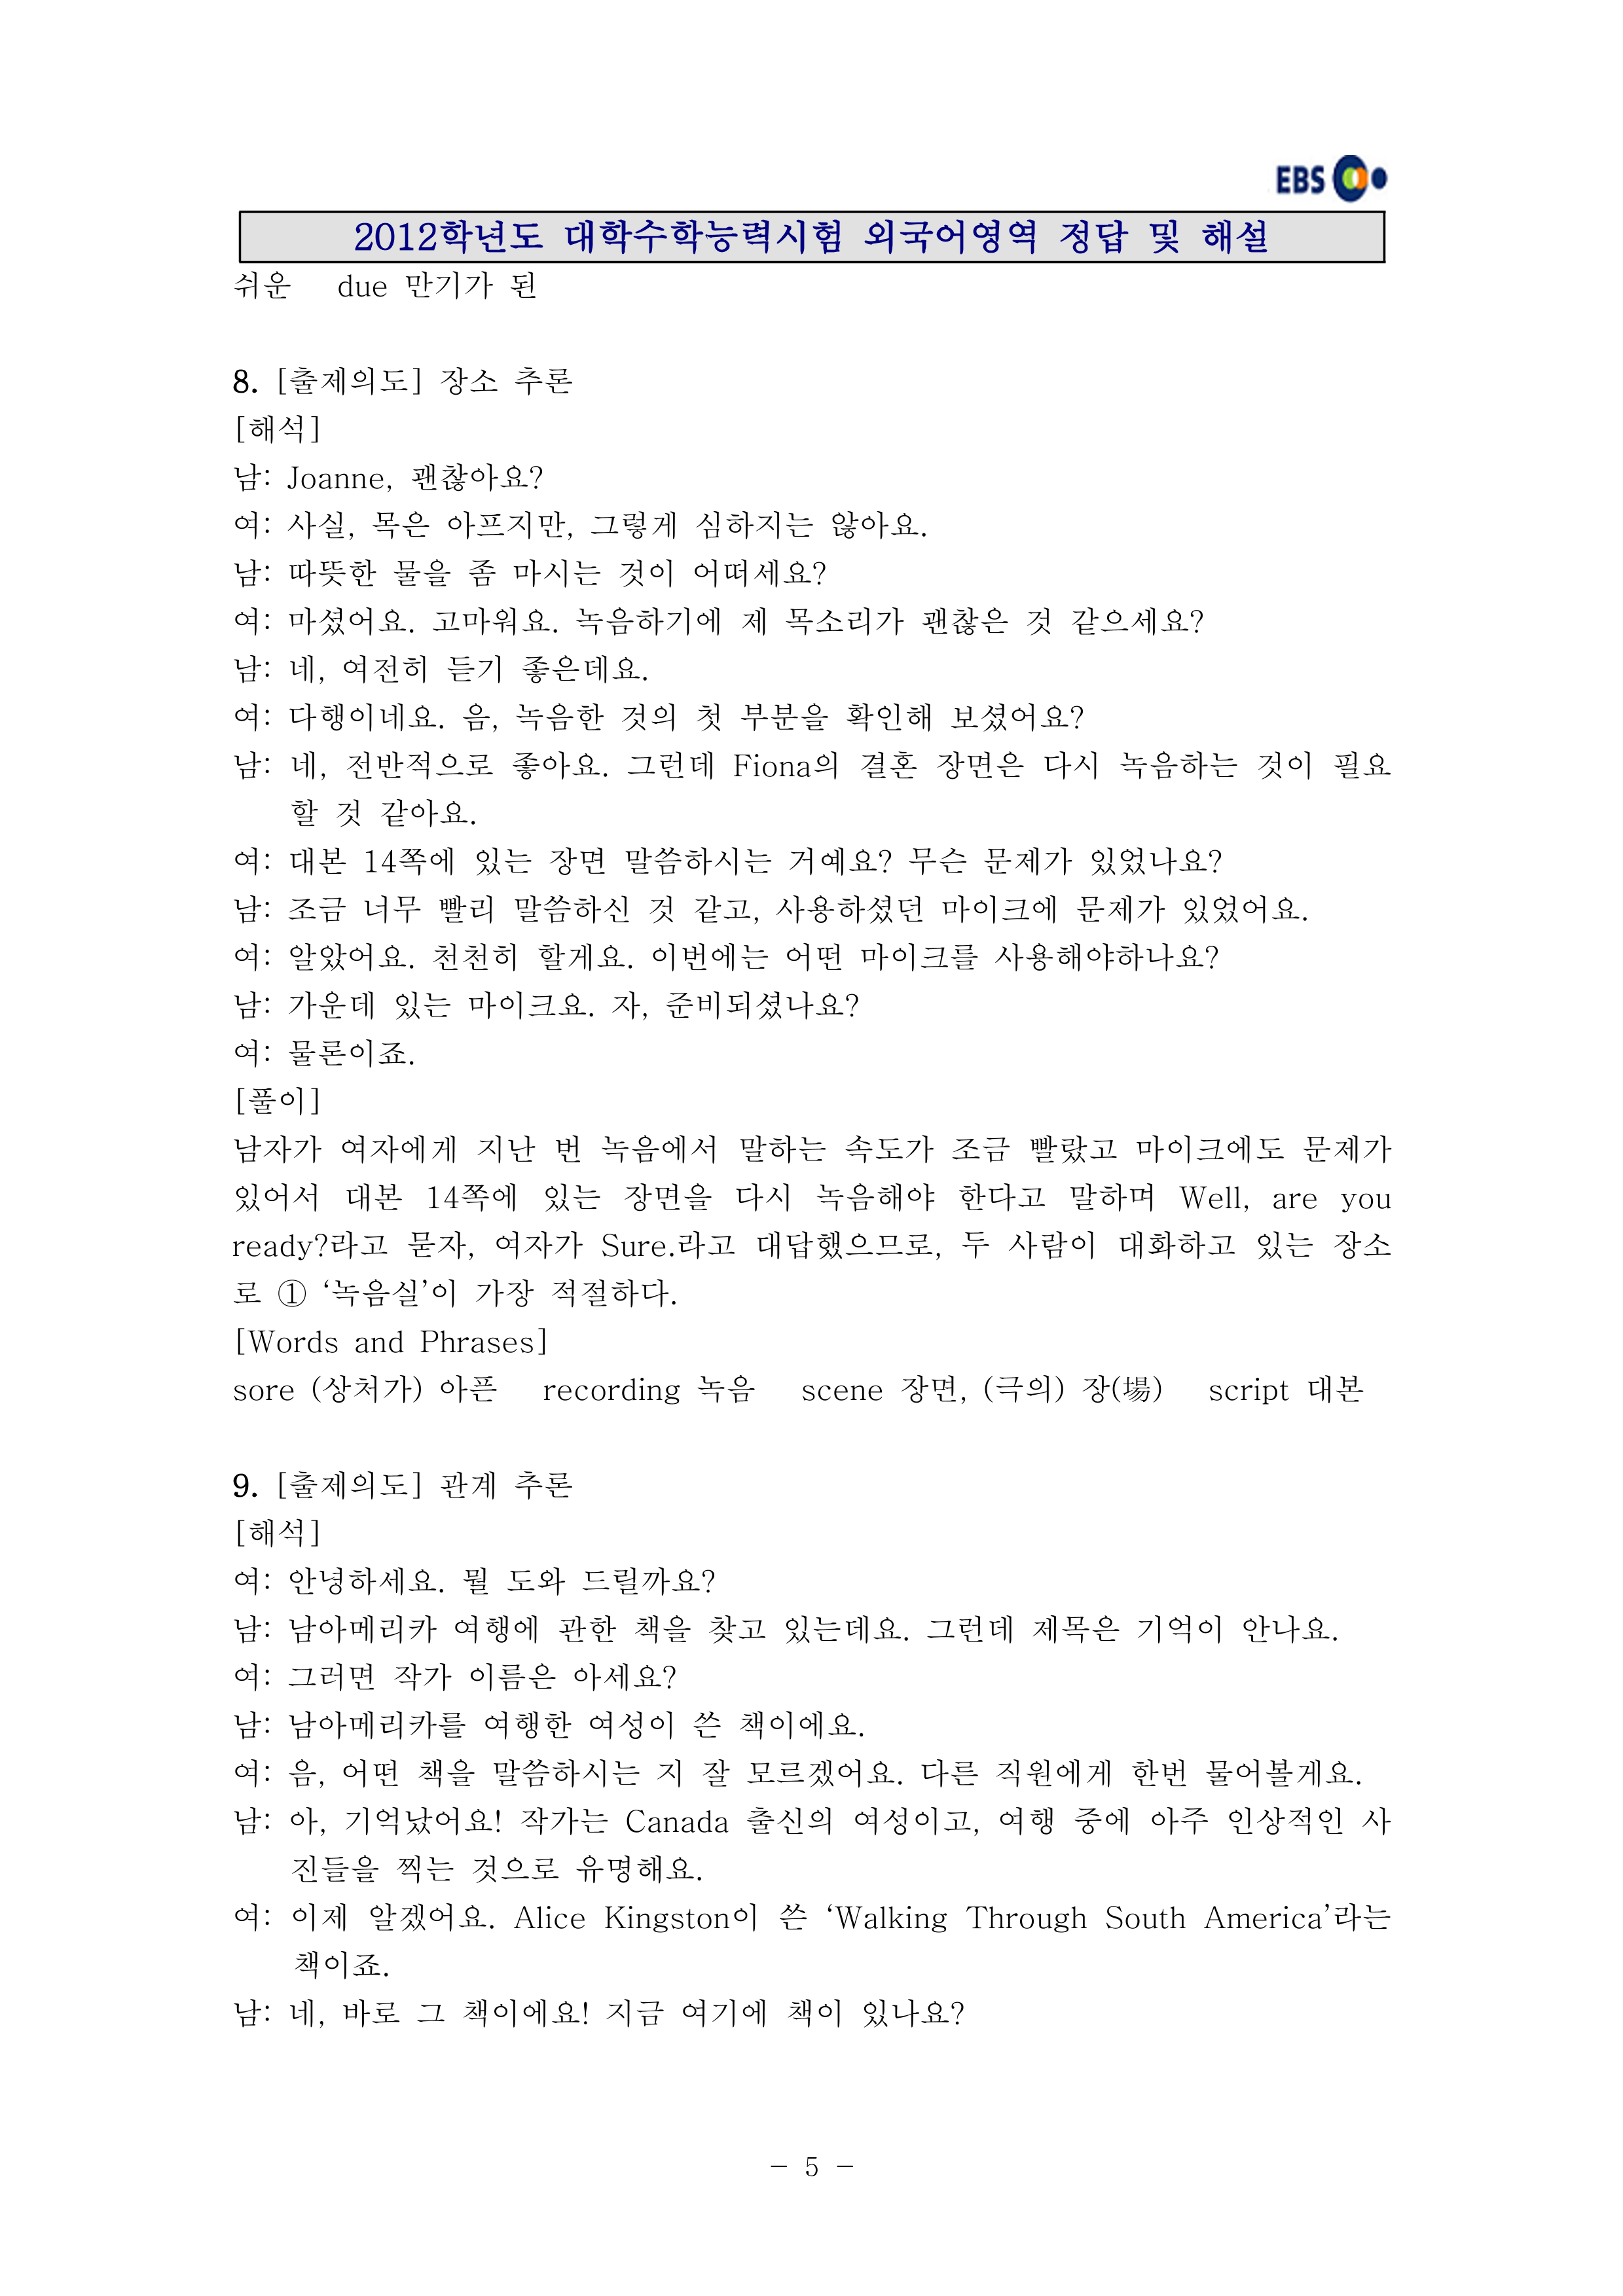 EBS
2012학년도 대학수학능력시험 외국어영역 정답 및 해설
쉬운 due 만기가 된
8. [출제의도] 장소 추론
[해석]
남: Joanne, 괜찮아요?
여: 사실, 목은 아프지만, 그렇게 심하지는 않아요.
남: 따뜻한 물을 좀 마시는 것이 어떠세요?
여: 마셨어요. 고마워요. 녹음하기에 제 목소리가 괜찮은 것 같으세요?
남: 네, 여전히 듣기 좋은데요.
여: 다행이네요. 음, 녹음한 것의 첫 부분을 확인해 보셨어요?
남: 네, 전반적으로 좋아요. 그런데 Fiona의 결혼 장면은 다시 녹음하는 것이 필요
할 것 같아요.
여: 대본 14쪽에 있는 장면 말씀하시는 거예요? 무슨 문제가 있었나요?
남: 조금 너무 빨리 말씀하신 것 같고, 사용하셨던 마이크에 문제가 있었어요.
여: 알았어요. 천천히 할게요. 이번에는 어떤 마이크를 사용해야하나요?
남: 가운데 있는 마이크요. 자, 준비되셨나요?
여: 물론이죠.
[풀이]
남자가 여자에게 지난 번 녹음에서 말하는 속도가 조금 빨랐고 마이크에도 문제가
있어서 대본 14쪽에 있는 장면을 다시 녹음해야 한다고 말하며 Well, are you
ready?라고 묻자, 여자가 Sure.라고 대답했으므로, 두 사람이 대화하고 있는 장소
로 ① ‘녹음실’이 가장 적절하다.
[Words and Phrases]
sore (상처가) 아픈 recording 녹음 scene 장면, (극의) 장(場) script 대본
9. [출제의도] 관계 추론
[해석]
여: 안녕하세요. 뭘 도와 드릴까요?
남: 남아메리카 여행에 관한 책을 찾고 있는데요. 그런데 제목은 기억이 안나요.
여: 그러면 작가 이름은 아세요?
남: 남아메리카를 여행한 여성이 쓴 책이에요.
여: 음, 어떤 책을 말씀하시는 지 잘 모르겠어요. 다른 직원에게 한번 물어볼게요.
남: 아, 기억났어요! 작가는 Canada 출신의 여성이고, 여행 중에 아주 인상적인 사
진들을 찍는 것으로 유명해요.
여: 이제 알겠어요. Alice Kingston이 쓴 ‘Walking Through South America’라는
책이죠.
남: 네, 바로 그 책이에요! 지금 여기에 책이 있나요?
- 5 -